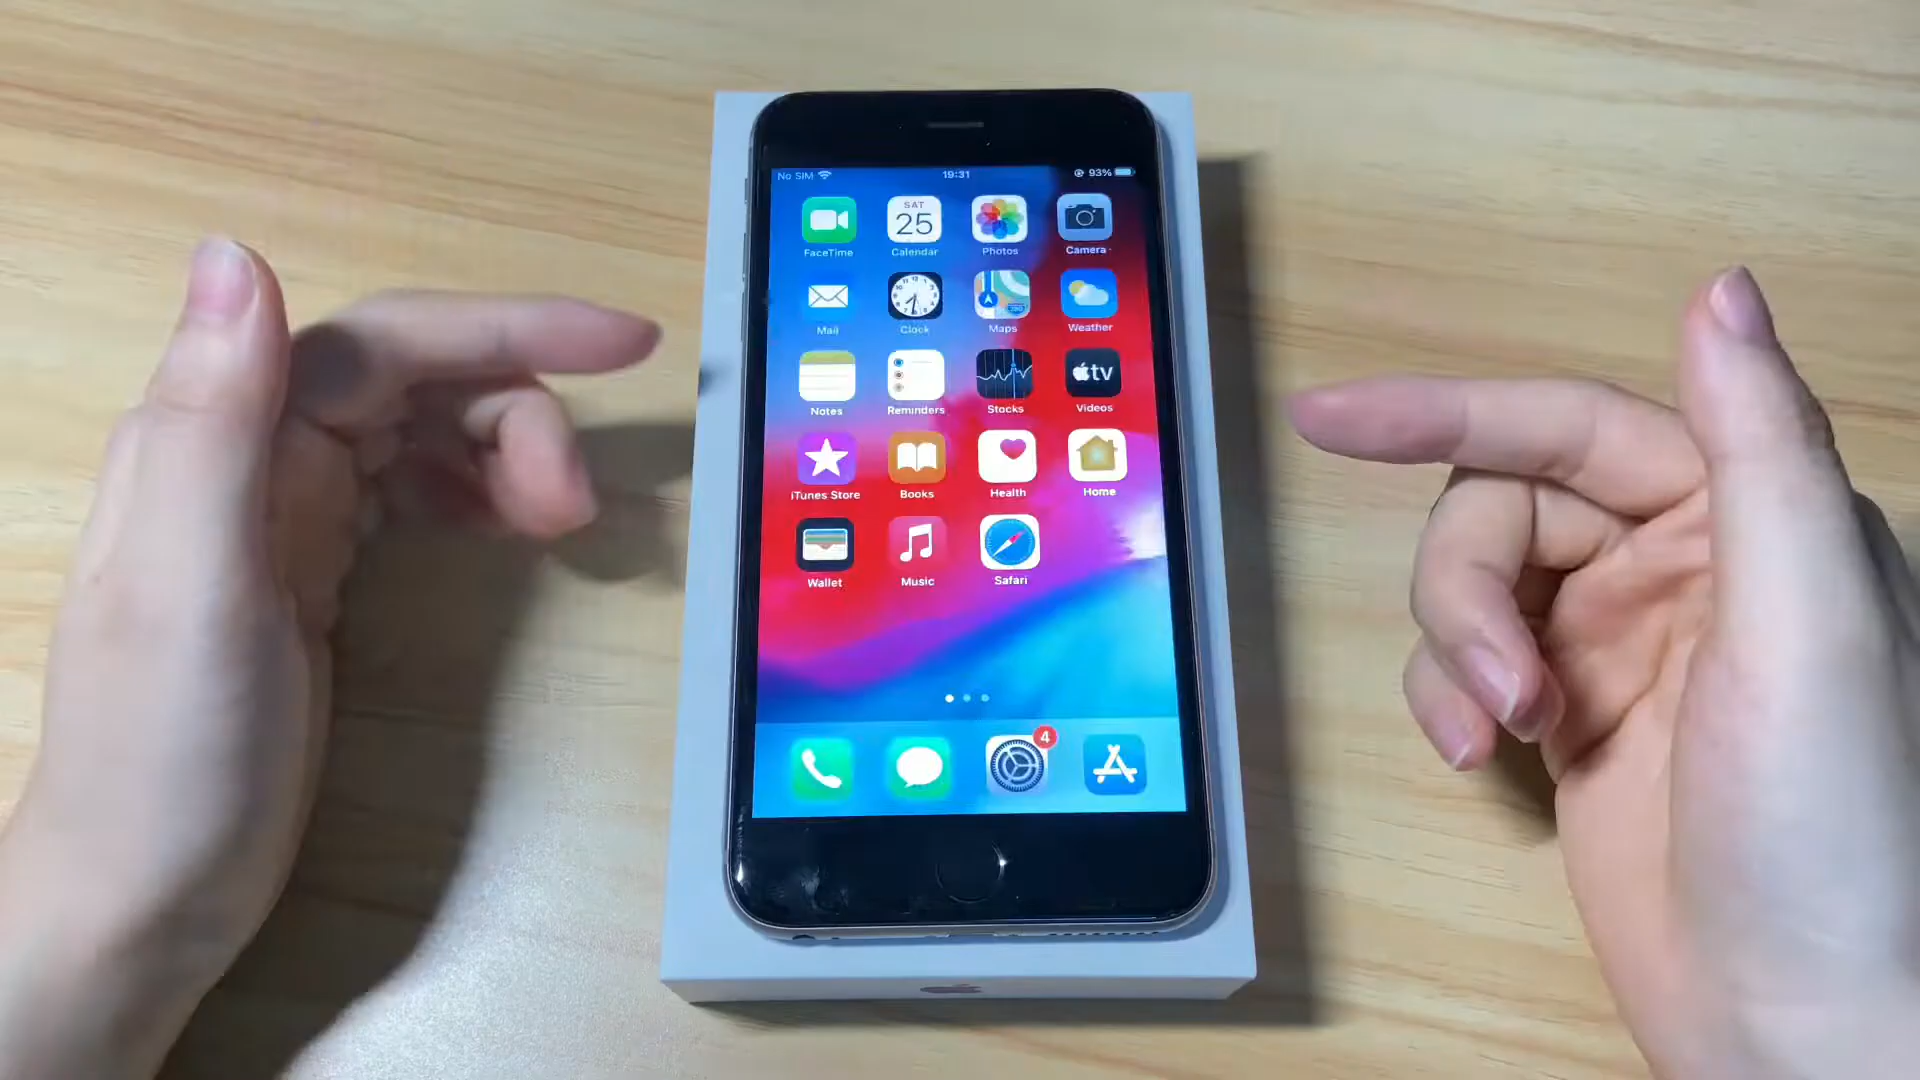 No SIM 19:31 93%
SAT
25
FaceTime Calendar Photos Camera
Mail Clock Maps Weather
tv
Notes Reminders Stocks Videos
iTunes Store Books Health Home
Wallet Music Safari
4